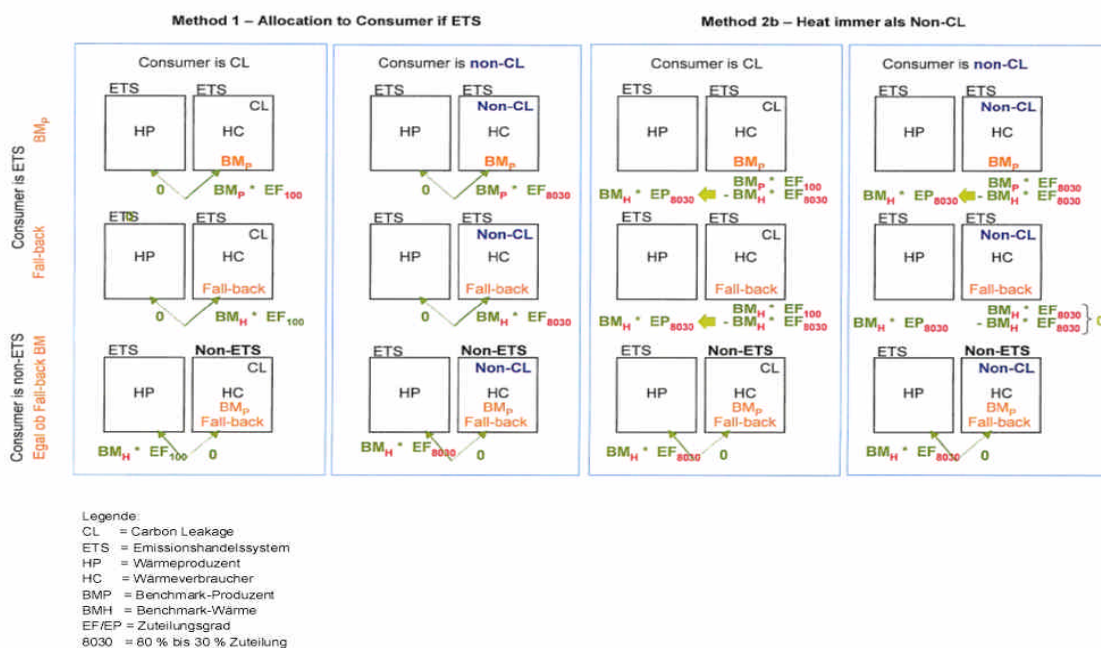 Method 1 – Allocation to Consumer if ETS
Method 2b – Heat immer als Non-CL
Consumer is CL
Consumer is non-CL
Consumer is CL
Consumer is non-CL
Consumer is ETS
BMP
Fall-back
Consumer is non-ETS
Egal ob Fall-back BM
ETS
ETS
CL
HP
HC
BMP
0
BMP * EF100
ETS
ETS
Non-CL
HP
HC
BMP
0
BMP * EF8030
ETS
ETS
CL
HP
HC
BMP
BMH * EP8030
BMP * EF100
- BMH * EF8030
ETS
ETS
Non-CL
HP
HC
BMP
BMH * EP8030
BMP * EF8030
- BMH * EF8030
ETS
ETS
CL
HP
HC
Fall-back
0
BMH * EF100
ETS
ETS
Non-CL
HP
HC
Fall-back
0
BMH * EF8030
ETS
ETS
CL
HP
HC
Fall-back
BMH * EP8030
BMH * EF100
- BMH * EF8030
ETS
ETS
Non-CL
HP
HC
Fall-back
BMH * EP8030
BMH * EF8030
- BMH * EF8030
0
ETS
Non-ETS
CL
HP
HC
BMP
Fall-back
BMH * EF100
0
ETS
Non-ETS
Non-CL
HP
HC
BMP
Fall-back
BMH * EF8030
0
ETS
Non-ETS
CL
HP
HC
BMP
Fall-back
BMH * EF8030
0
ETS
Non-ETS
Non-CL
HP
HC
BMP
Fall-back
BMH * EF8030
0
Legende:
CL = Carbon Leakage
ETS = Emissionshandelssystem
HP = Wärmeproduzent
HC = Wärmeverbraucher
BMP = Benchmark-Produzent
BMH = Benchmark-Wärme
EF/EP = Zuteilungsgrad
8030 = 80 % bis 30 % Zuteilung